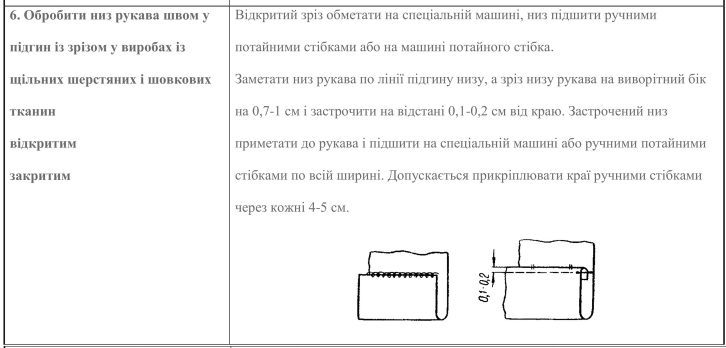 6. Обробити низ рукава швом у
підгин із зрізом у виробах із
щільних шерстяних і шовкових
тканин
відкритим
закритим
Відкритий зріз обметати на спеціальній машині, низ підшити ручними
потайними стібками або на машині потайного стібка.
Заметати низ рукава по лінії підгину низу, а зріз низу рукава на виворітний бік
на 0,7-1 см і застрочити на відстані 0,1-0,2 см від краю. Застрочений низ
приметати до рукава і підшити на спеціальній машині або ручними потайними
стібками по всій ширині. Допускається прикріплювати краї ручними стібками
через кожні 4-5 см.
0,1-0,2